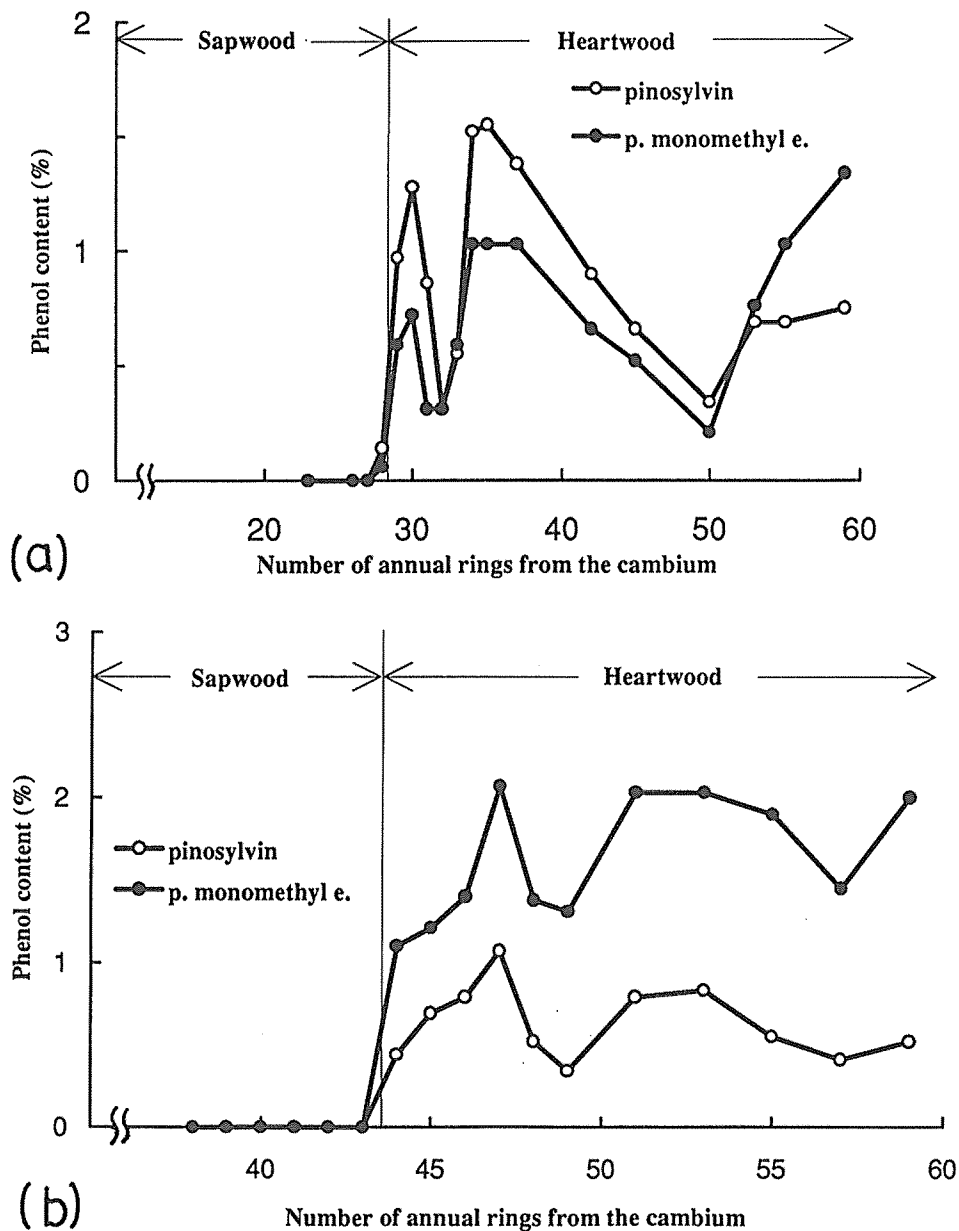 2
Sapwood
Heartwood
pinosylvin
p. monomethyl e.
1
0
Phenol content (%)
20 30 40 50 60
(a)
Number of annual rings from the cambium
3
Sapwood
Heartwood
2
pinosylvin
p. monomethyl e.
1
0
Phenol content (%)
40 45 50 55 60
(b)
Number of annual rings from the cambium